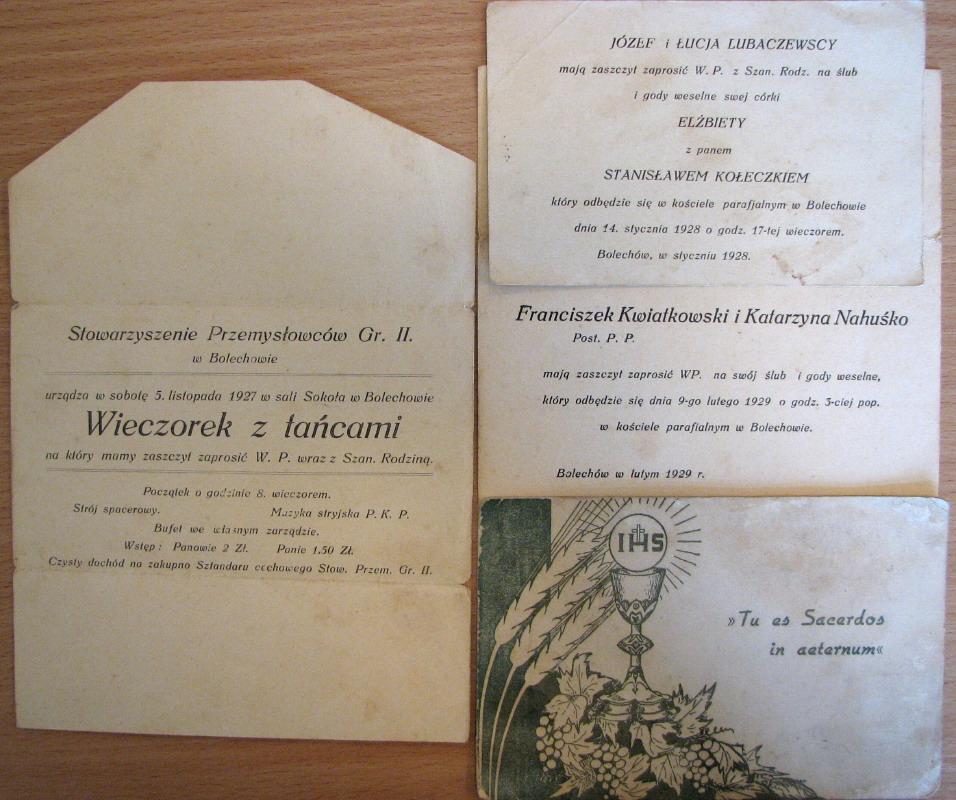 Stowarzyszenie Przemysłowców Gr. II.
w Bolechowie
urządza w sobotę 5. listopada 1927 w sali Sokoła w Bolechowie
Wieczorek z tańcami
na który mamy zaszczyt zaprosić W. P. wraz z Szan. Rodziną.
Początek o godzinie 8. wieczorem.
Strój spacerowy. Muzyka stryjska P. K. P.
Bufet we własnym zarządzie.
Wstęp: Panowie 2 Zł. Panie 1.50 Zł.
Czysty dochód na zakupno Sztandaru cechowego Stow. Przem. Gr. II.
JÓZEF i ŁUCJA LUBACZEWSCY
mają zaszczyt zaprosić W. P. z Szan. Rodz. na ślub
i gody weselne swej córki
ELŻBIETY
z panem
STANISŁAWEM KOŁECZKIEM
który odbędzie się w kościele parafjalnym w Bolechowie
dnia 14. stycznia 1928 o godz. 17-tej wieczorem.
Bolechów, w styczniu 1928.
Franciszek Kwiatkowski i Katarzyna Nahuśko
Post. P. P.
mają zaszczyt zaprosić WP. na swój ślub i gody weselne,
który odbędzie się dnia 9-go lutego 1929 o godz. 3-ciej pop.
w kościele parafialnym w Bolechowie.
Bolechów w lutym 1929 r.
IHS
»Tu es Sacerdos
in aeternum«